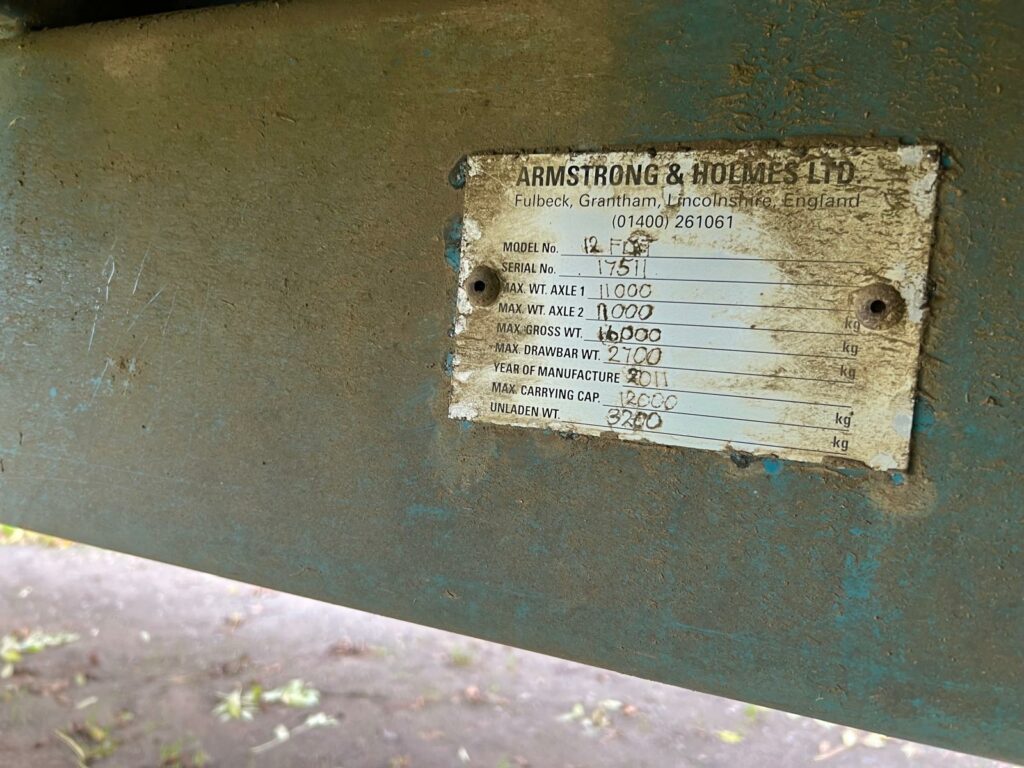 ARMSTRONG & HOLMES LTD.
Fulbeck, Grantham, Lincolnshire, England
(01400) 261061
MODEL No. 12
SERIAL No. 17511
MAX. WT. AXLE 1 11000
MAX. WT. AXLE 2 11000 kg
MAX. GROSS WT. 16000 kg
MAX. DRAWBAR WT. 2700 kg
YEAR OF MANUFACTURE 2011
MAX. CARRYING CAP. 12000 kg
UNLADEN WT. 3200 kg